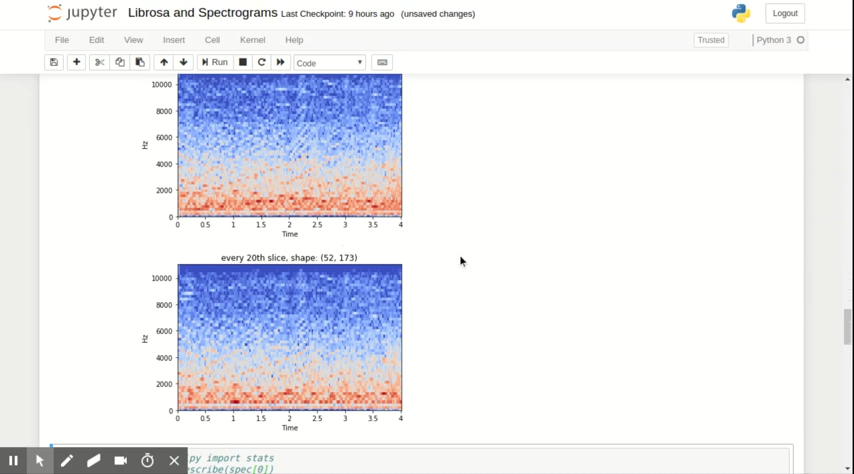 jupyter Librosa and Spectrograms Last Checkpoint: 9 hours ago (unsaved changes) Logout
File Edit View Insert Cell Kernel Help Trusted Python 3
Run Code
10000
8000
6000
4000
2000
0
Hz
0 0.5 1 1.5 2 2.5 3 3.5 4
Time
every 20th slice, shape: (52, 173)
10000
8000
6000
4000
2000
0
Hz
0 0.5 1 1.5 2 2.5 3 3.5 4
Time
.py import stats
escribe(spec[0])